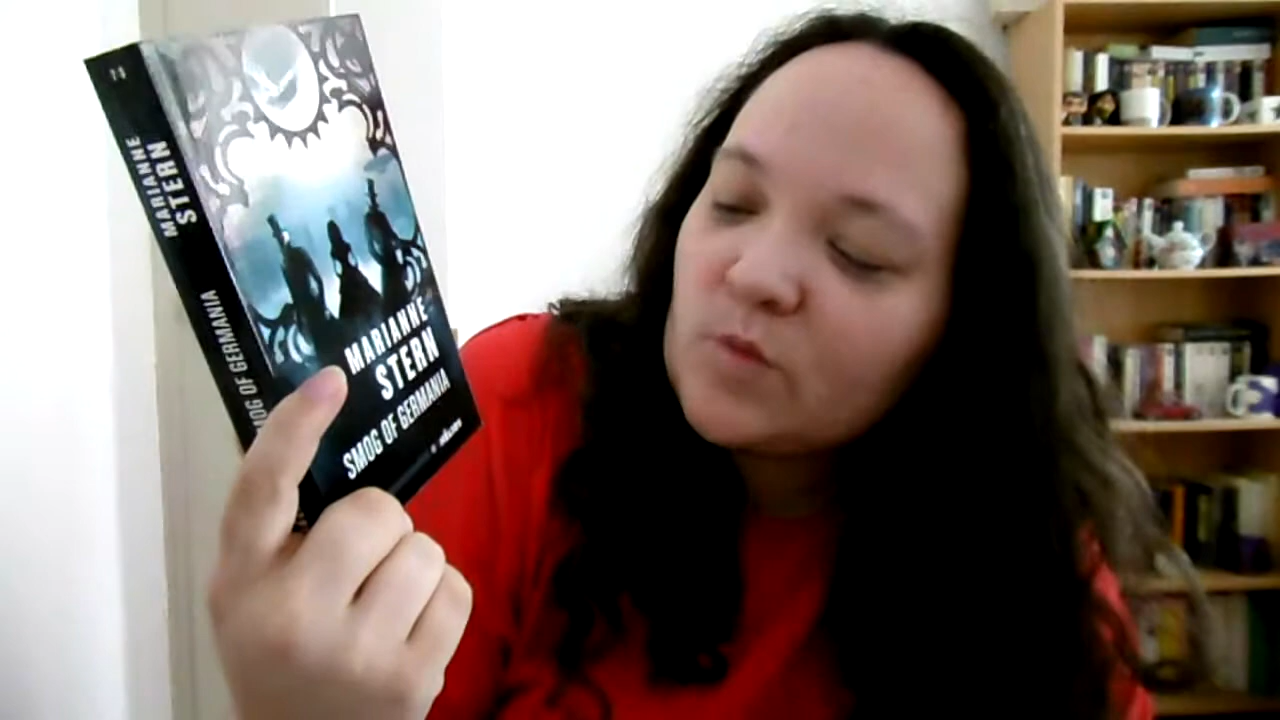 MARIANNE
STERN
SMOG OF GERMANIA
MARIANNE
STERN
SMOG OF GERMANIA